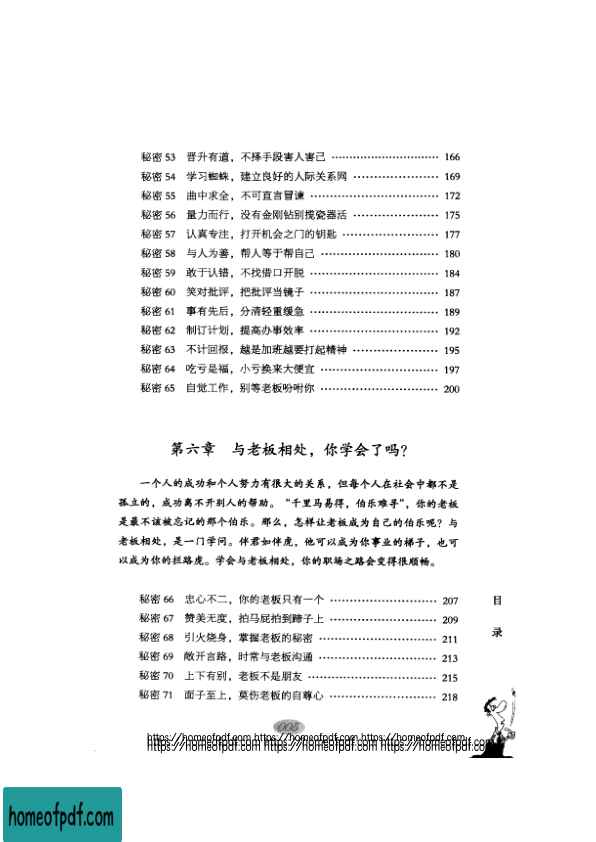 秘密 53 晋升有道，不择手段害人害己 …………………………… 166
秘密 54 学习蜘蛛，建立良好的人际关系网 …………………… 169
秘密 55 曲中求全，不可直言冒谏 ……………………………… 172
秘密 56 量力而行，没有金刚钻别揽瓷器活 …………………… 175
秘密 57 认真专注，打开机会之门的钥匙 ……………………… 177
秘密 58 与人为善，帮人等于帮自己 …………………………… 180
秘密 59 敢于认错，不找借口开脱 ……………………………… 184
秘密 60 笑对批评，把批评当镜子 ……………………………… 187
秘密 61 事有先后，分清轻重缓急 ……………………………… 189
秘密 62 制订计划，提高办事效率 ……………………………… 192
秘密 63 不计回报，越是加班越要打起精神 …………………… 195
秘密 64 吃亏是福，小亏换来大便宜 …………………………… 197
秘密 65 自觉工作，别等老板吩咐你 …………………………… 200
第六章 与老板相处，你学会了吗？
一个人的成功和个人努力有很大的关系，但每个人在社会中都不是
孤立的，成功离不开别人的帮助。“千里马易得，伯乐难寻”，你的老板
是最不该被忘记的那个伯乐。那么，怎样让老板成为自己的伯乐呢？与
老板相处，是一门学问。伴君如伴虎，他可以成为你事业的梯子，也可
以成为你的拦路虎。学会与老板相处，你的职场之路会变得很顺畅。
秘密 66 忠心不二，你的老板只有一个 ………………………… 207
秘密 67 赞美无度，拍马屁拍到蹄子上 ………………………… 209
秘密 68 引火烧身，掌握老板的秘密 …………………………… 211
秘密 69 敞开言路，时常与老板沟通 …………………………… 213
秘密 70 上下有别，老板不是朋友 ……………………………… 215
秘密 71 面子至上，莫伤老板的自尊心 ………………………… 218
目
录
005
https://homeofpdf.com https://homeofpdf.com https://homeofpdf.com
https://homeofpdf.com https://homeofpdf.com https://homeofpdf.com
homeofpdf.com